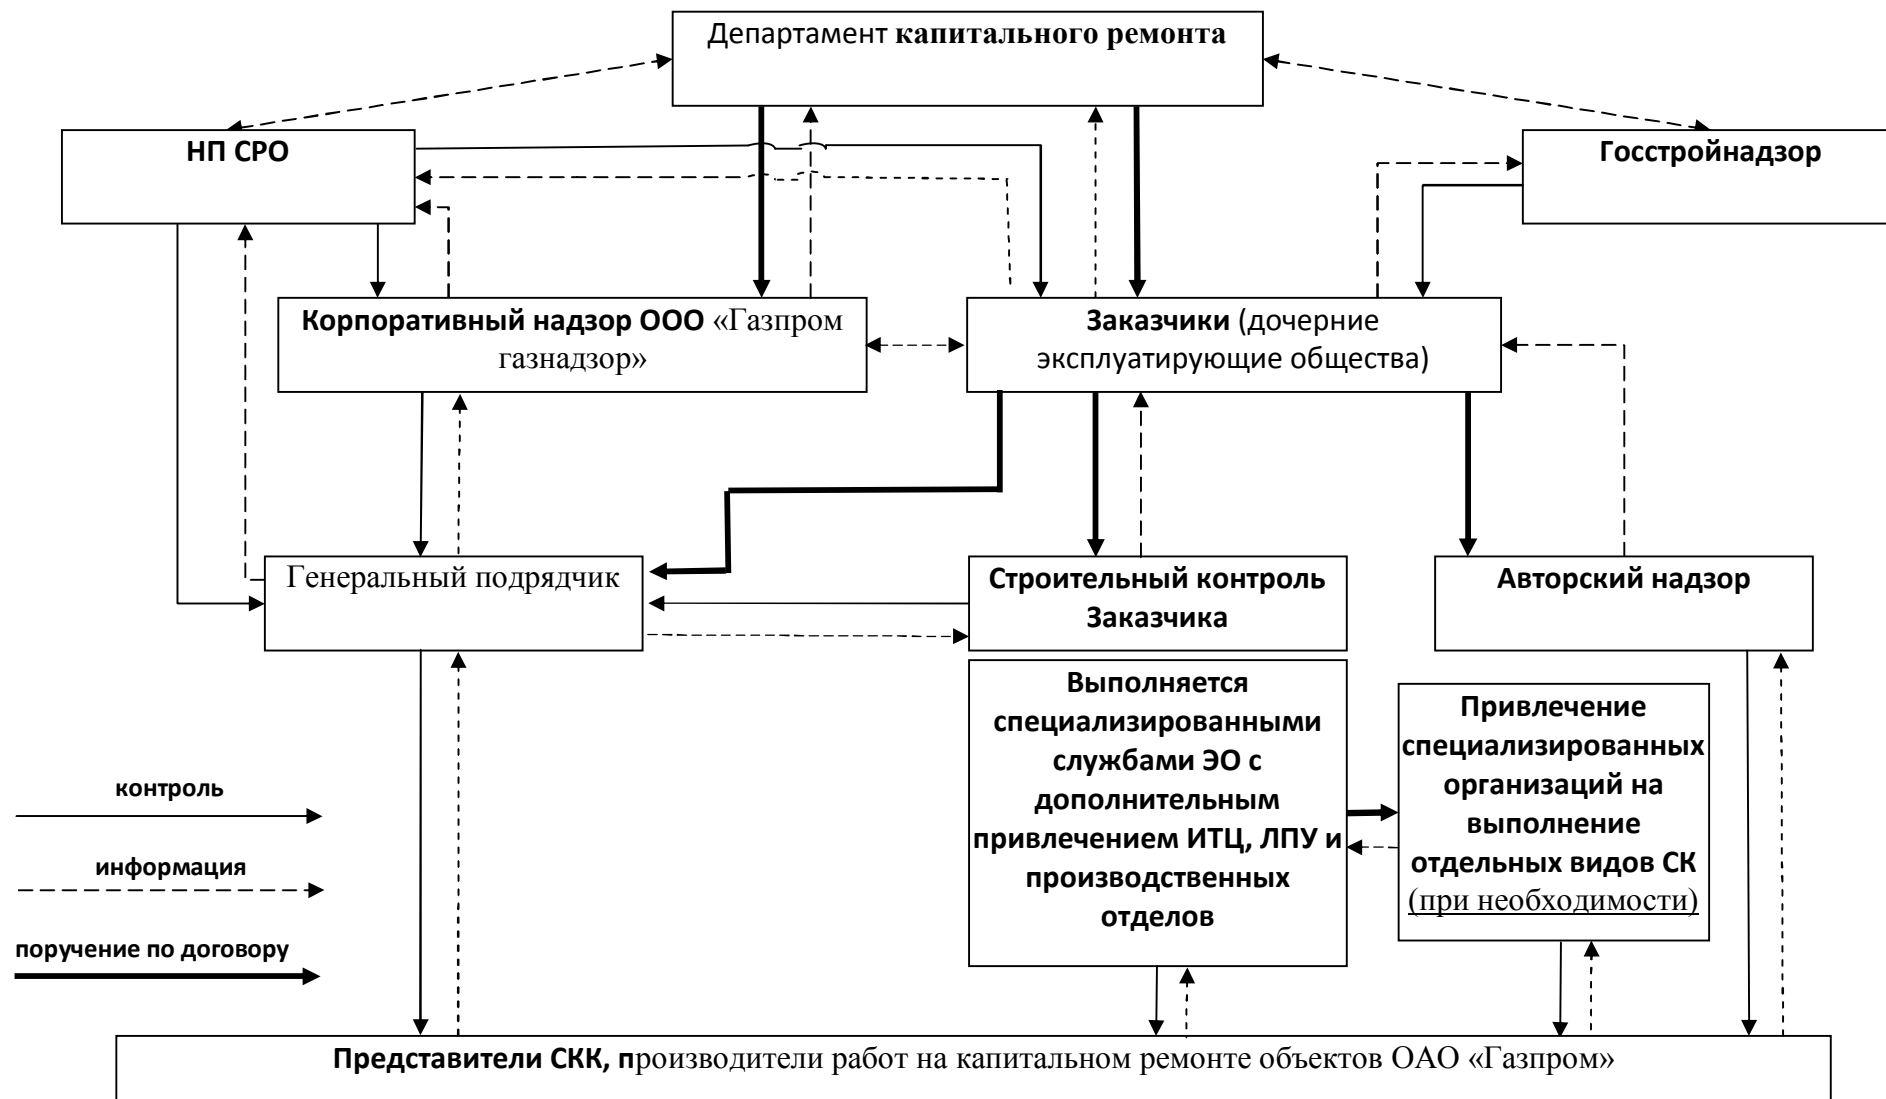 Департамент капитального ремонта
НП СРО
Госстройнадзор
Корпоративный надзор ООО «Газпром
газнадзор»
Заказчики (дочерние
эксплуатирующие общества)
Генеральный подрядчик
Строительный контроль
Заказчика
Авторский надзор
Выполняется
специализированными
службами ЭО с
дополнительным
привлечением ИТЦ, ЛПУ и
производственных
отделов
Привлечение
специализированных
организаций на
выполнение
отдельных видов СК
(при необходимости)
контроль
информация
поручение по договору
Представители СКК, производители работ на капитальном ремонте объектов ОАО «Газпром»